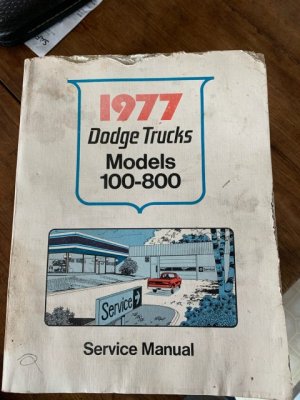 1977
Dodge Trucks
Models
100-800
Service
Service Manual